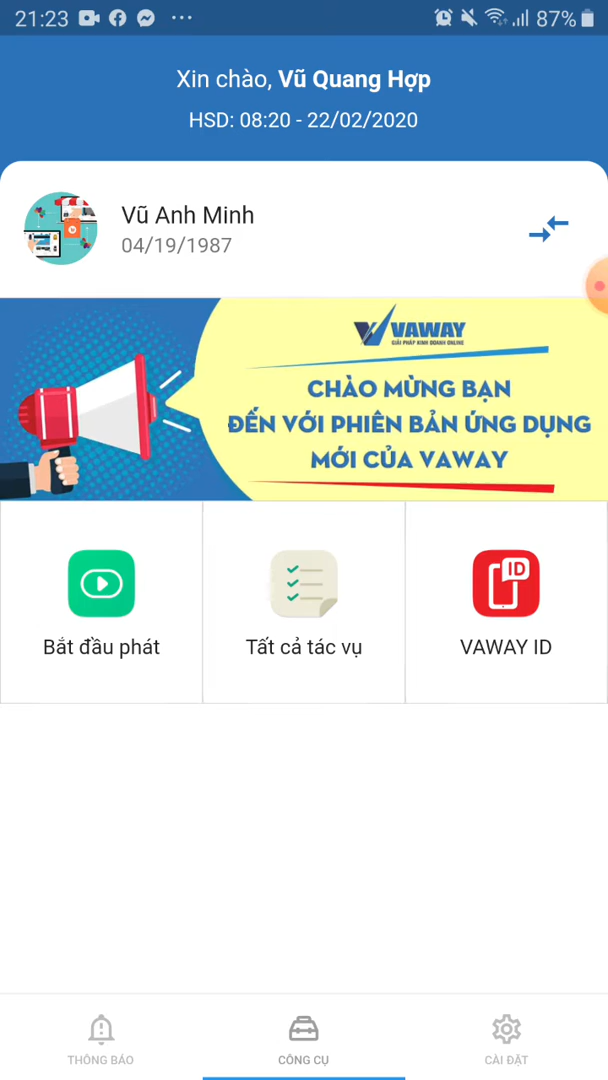 21:23
87%
Xin chào, Vũ Quang Hợp
HSD: 08:20 - 22/02/2020
Vũ Anh Minh
04/19/1987
VAWAY
GIẢI PHÁP KINH DOANH ONLINE
CHÀO MỪNG BẠN
ĐẾN VỚI PHIÊN BẢN ỨNG DỤNG
MỚI CỦA VAWAY
ID
Bắt đầu phát
Tất cả tác vụ
VAWAY ID
THÔNG BÁO
CÔNG CỤ
CÀI ĐẶT